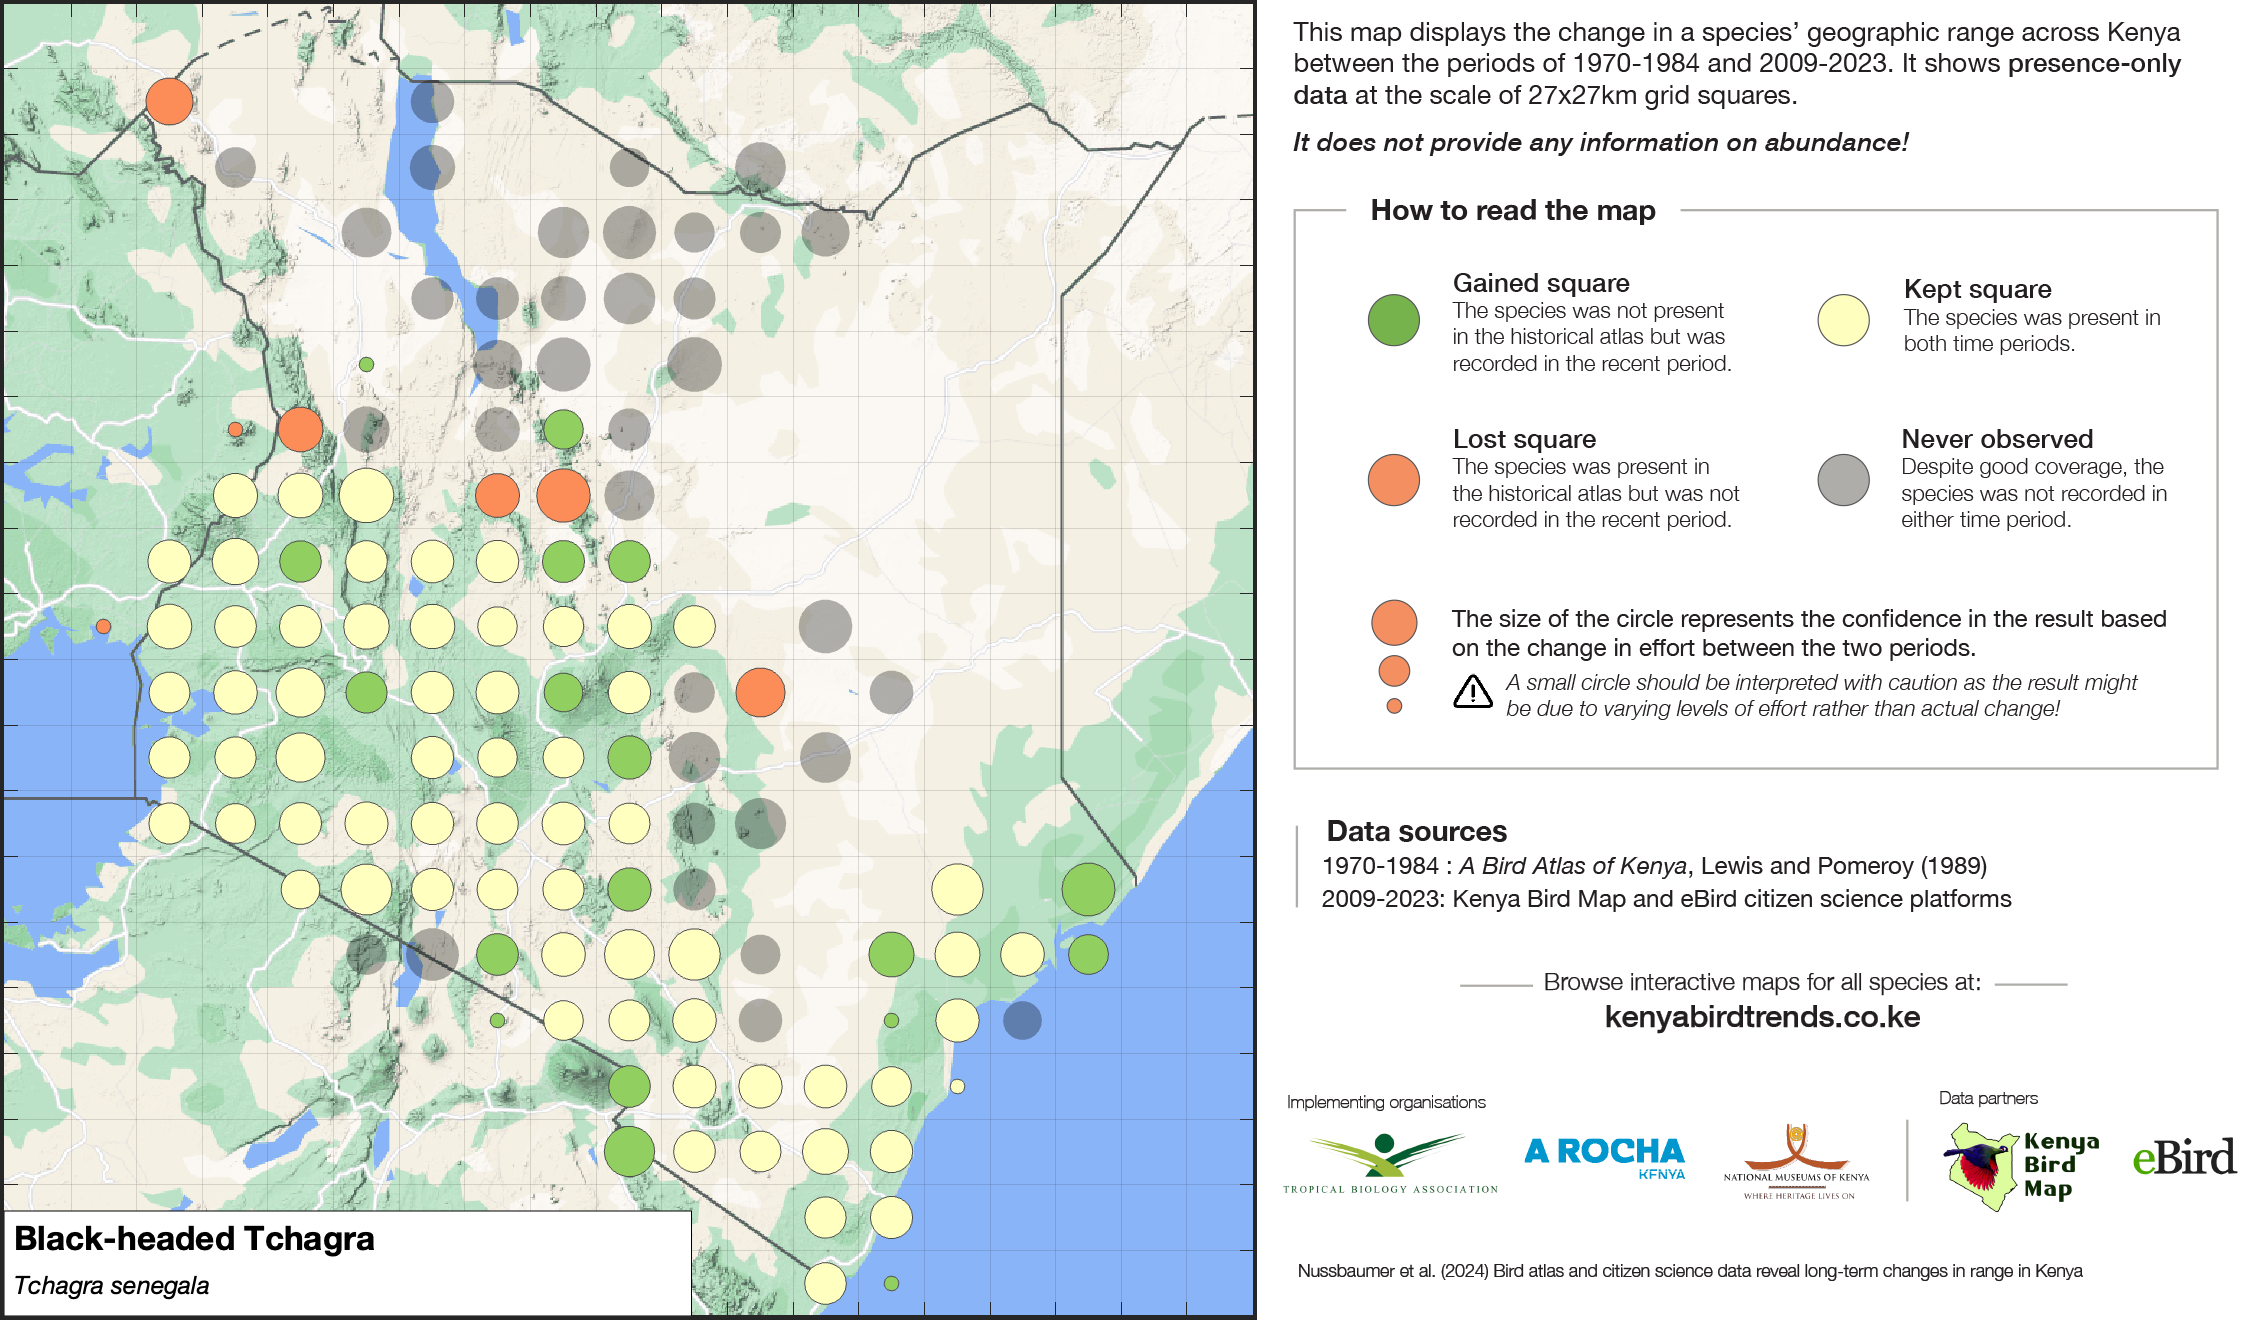 This map displays the change in a species’ geographic range across Kenya
between the periods of 1970-1984 and 2009-2023. It shows presence-only
data at the scale of 27x27km grid squares.
It does not provide any information on abundance!
How to read the map
Gained square
The species was not present
in the historical atlas but was
recorded in the recent period.
Kept square
The species was present in
both time periods.
Lost square
The species was present in
the historical atlas but was not
recorded in the recent period.
Never observed
Despite good coverage, the
species was not recorded in
either time period.
The size of the circle represents the confidence in the result based
on the change in effort between the two periods.
A small circle should be interpreted with caution as the result might
be due to varying levels of effort rather than actual change!
Data sources
1970-1984 : A Bird Atlas of Kenya, Lewis and Pomeroy (1989)
2009-2023: Kenya Bird Map and eBird citizen science platforms
Browse interactive maps for all species at:
kenyabirdtrends.co.ke
Implementing organisations
Data partners
TROPICAL BIOLOGY ASSOCIATION
A ROCHA
KENYA
NATIONAL MUSEUMS OF KENYA
WHERE HERITAGE LIVES ON
Kenya
Bird
Map
eBird
Nussbaumer et al. (2024) Bird atlas and citizen science data reveal long-term changes in range in Kenya
Black-headed Tchagra
Tchagra senegala